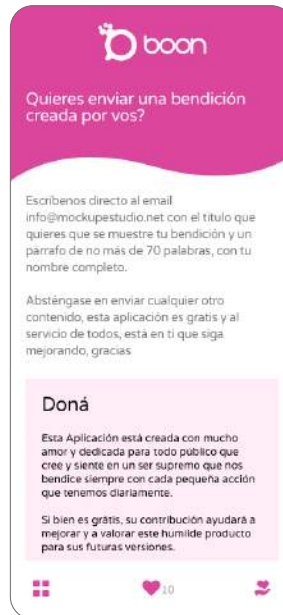 boon
Quieres enviar una bendición
creada por vos?
Escríbenos directo al email
info@mockupestudio.net con el título que
quieres que se muestre tu bendición y un
párrafo de no más de 70 palabras, con tu
nombre completo.
Absténgase en enviar cualquier otro
contenido, esta aplicación es gratis y al
servicio de todos, está en ti que siga
mejorando, gracias
Doná
Esta Aplicación está creada con mucho
amor y dedicada para todo público que
cree y siente en un ser supremo que nos
bendice siempre con cada pequeña acción
que tenemos diariamente.
Si bien es grátis, su contribución ayudará a
mejorar y a valorar este humilde producto
para sus futuras versiones.
10